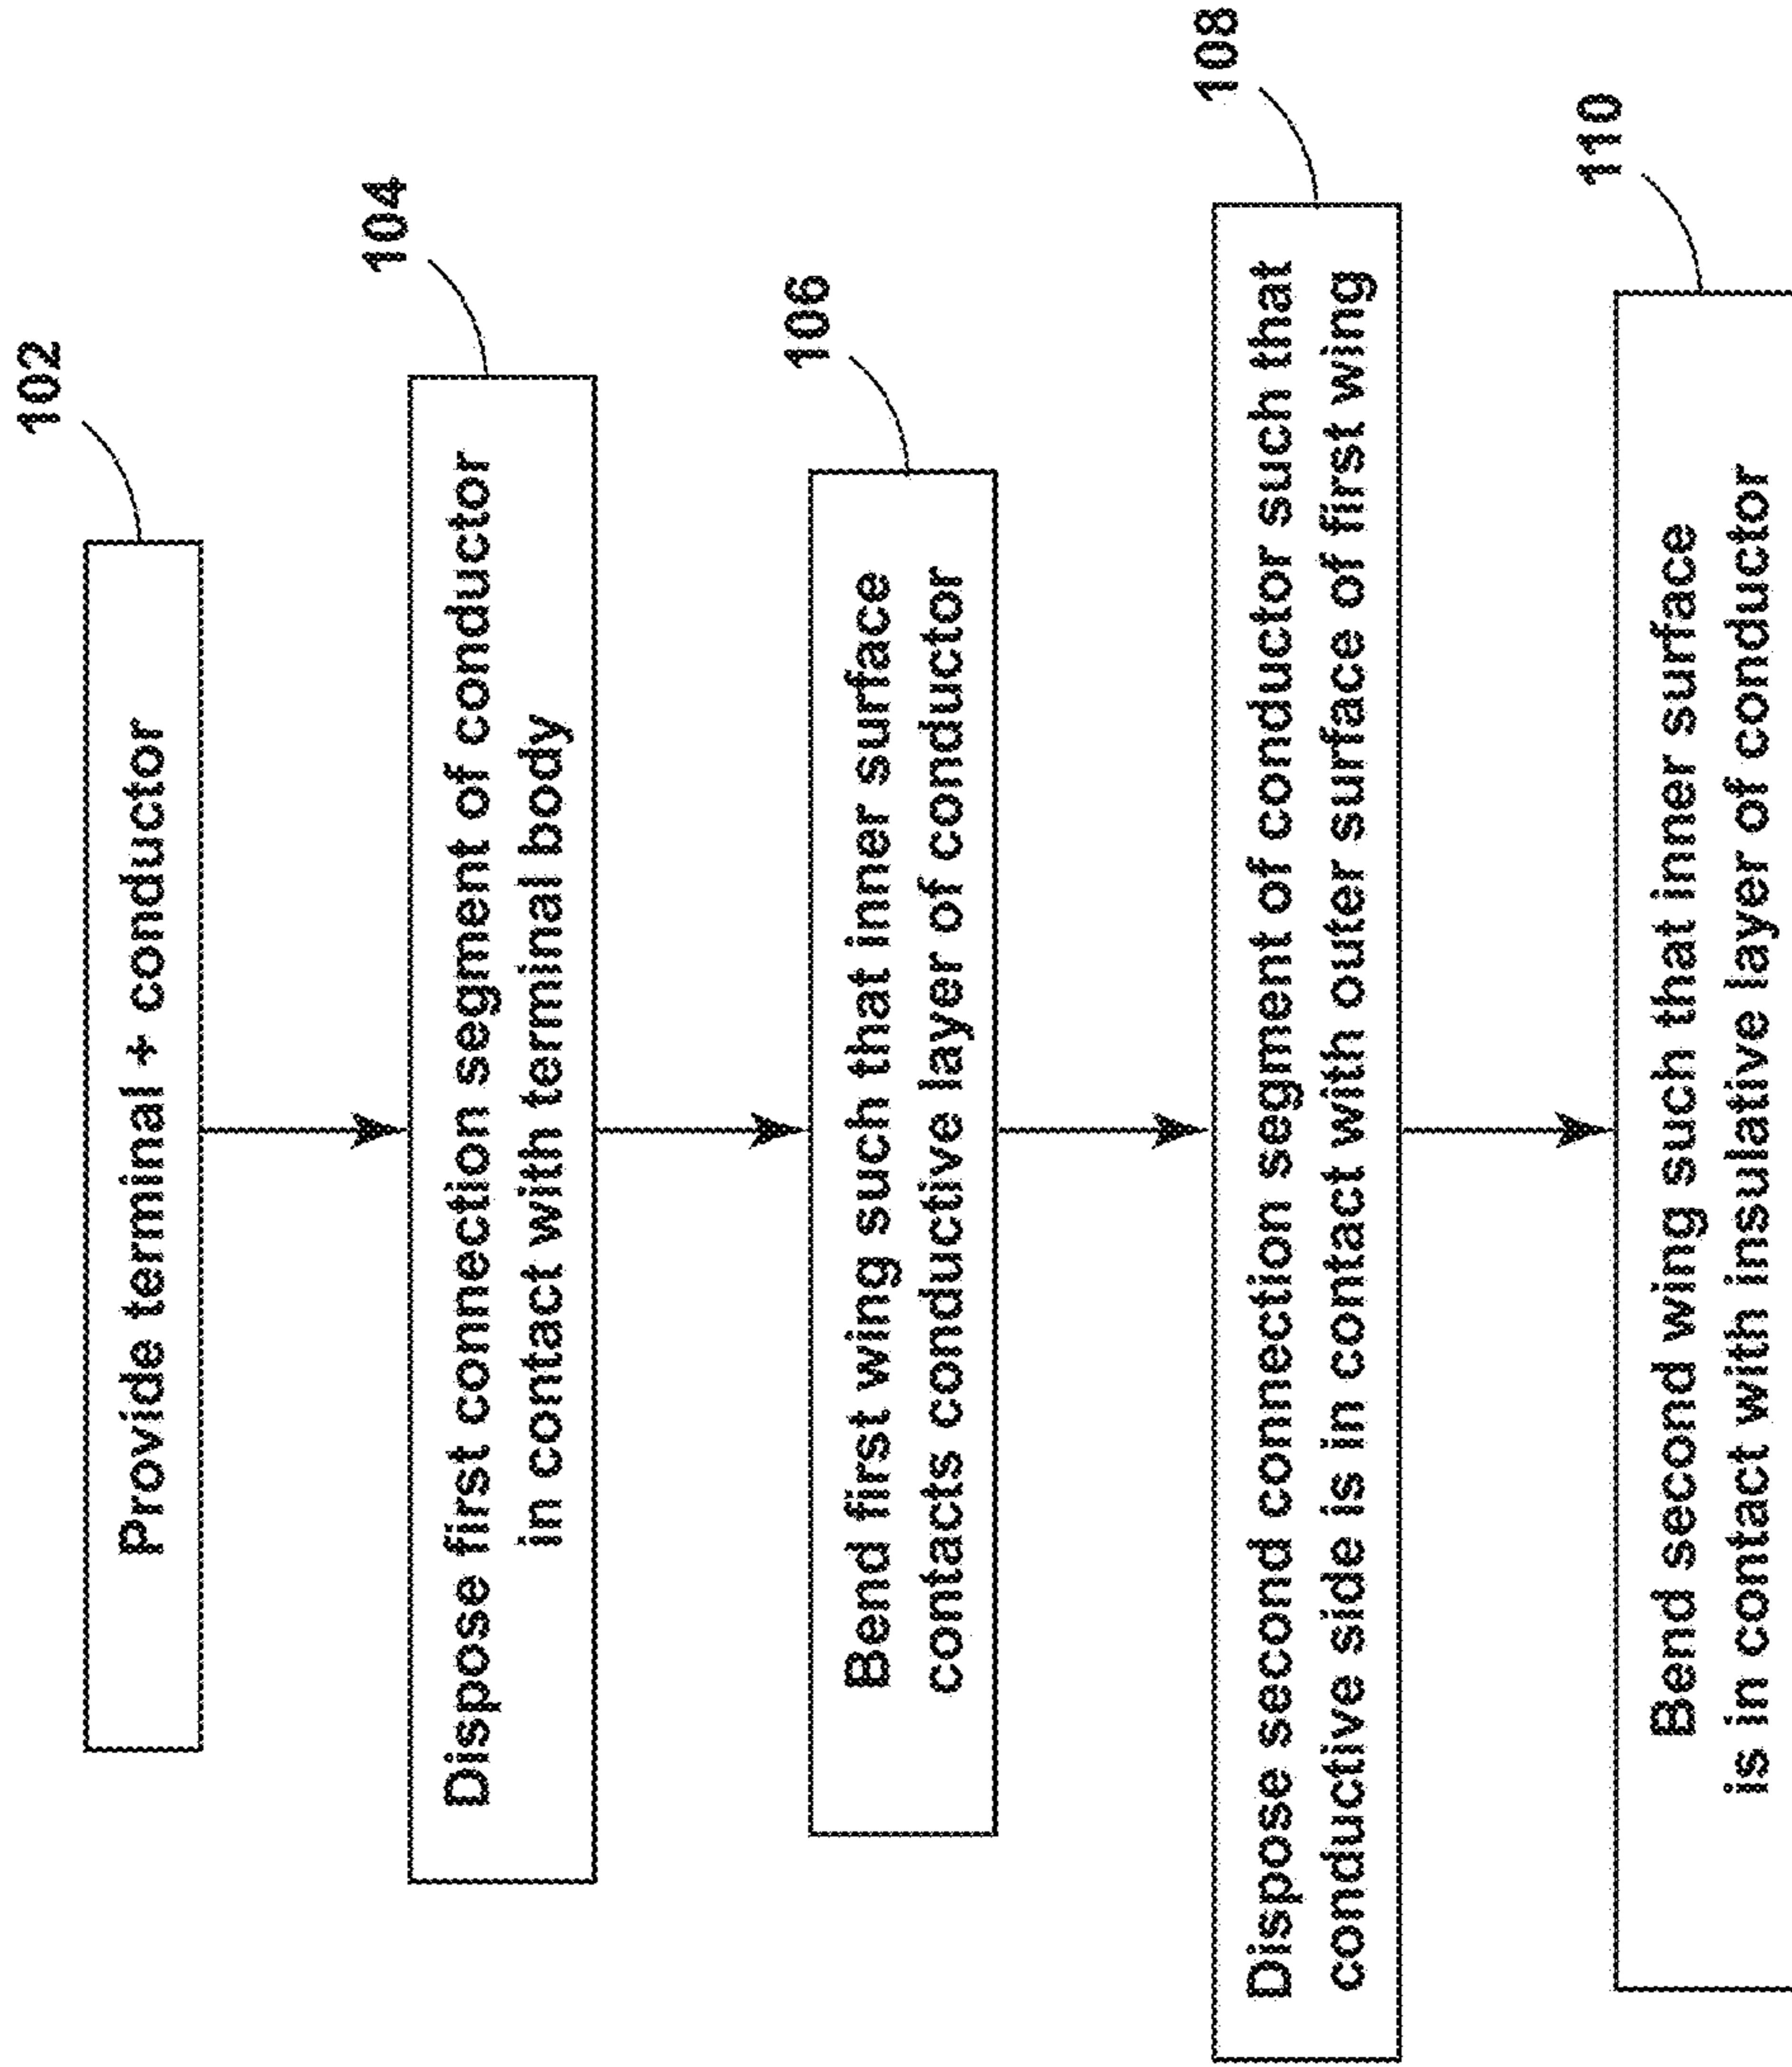 102
Provide terminal + conductor
104
Dispose first connection segment of conductor
in contact with terminal body
106
Bend first wing such that inner surface
contacts conductive layer of conductor
108
Dispose second connection segment of conductor such that
conductive side is in contact with outer surface of first wing
110
Bend second wing such that inner surface
is in contact with insulative layer of conductor